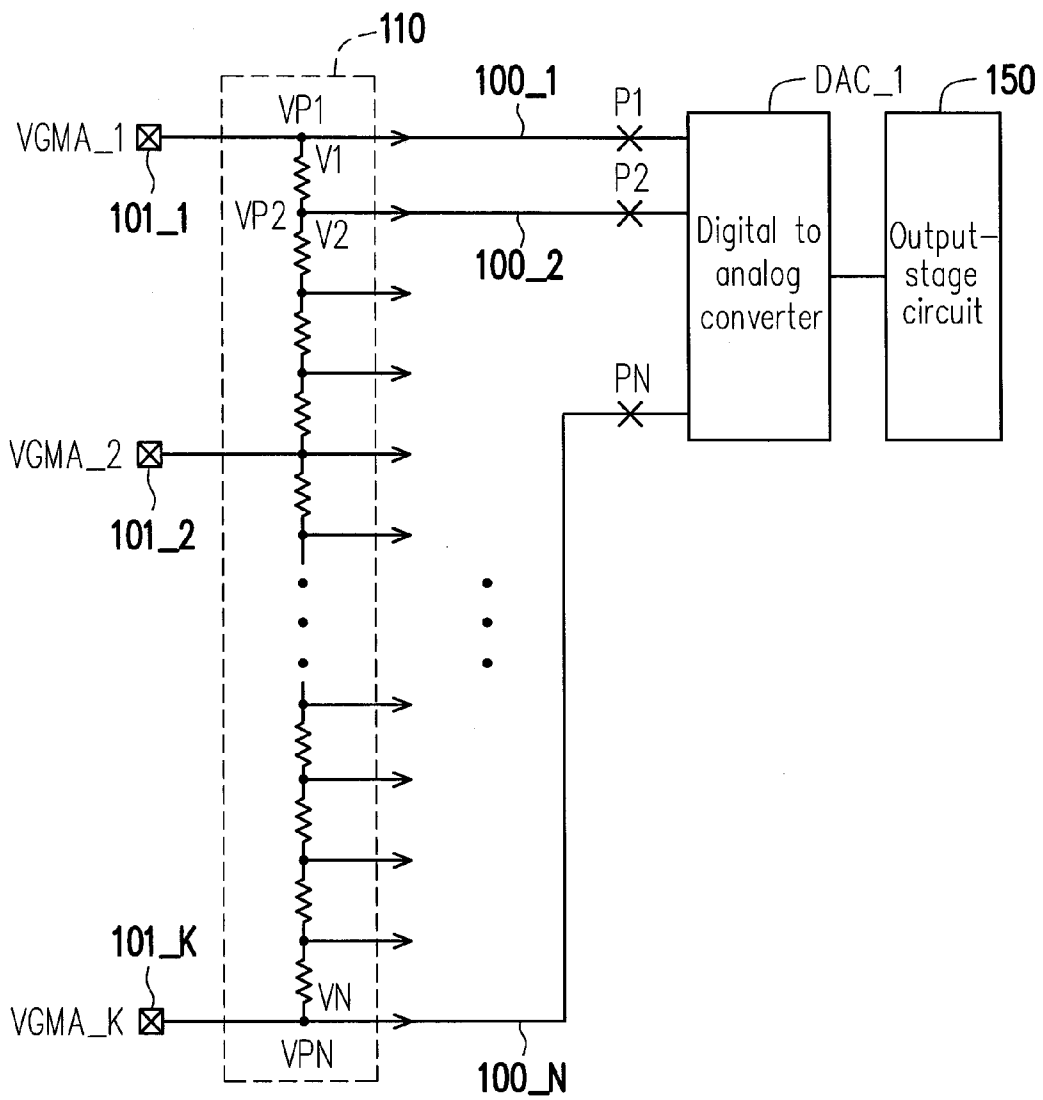 110
VP1
100_1
P1
DAC_1
150
VGMA_1
V1
101_1
VP2
V2
P2
100_2
Digital to
analog
converter
Output-
stage
circuit
PN
VGMA_2
101_2
101_K
VN
VGMA_K
VPN
100_N